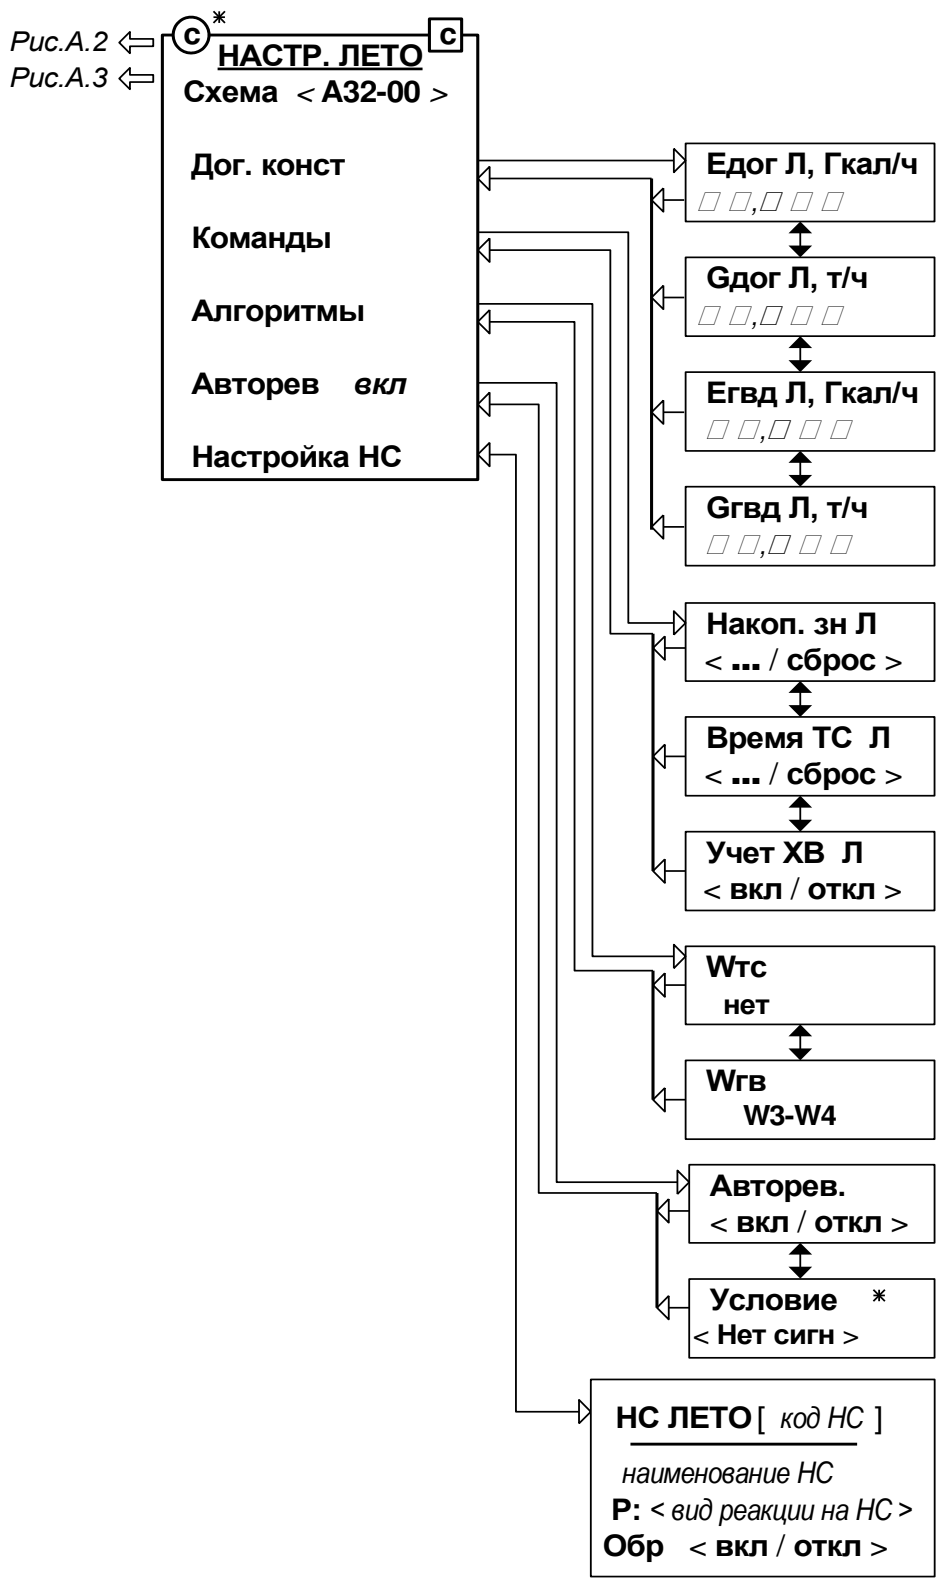 Рис.А.2
Рис.А.3
С *
С
НАСТР. ЛЕТО
Схема < А32-00 >
Дог. конст
Команды
Алгоритмы
Авторев вкл
Настройка НС
Eдог Л, Гкал/ч
□ □,□ □ □
Gдог Л, т/ч
□ □,□ □ □
Eгвд Л, Гкал/ч
□ □,□ □ □
Gгвд Л, т/ч
□ □,□ □ □
Накоп. зн Л
< ... / сброс >
Время ТС Л
< ... / сброс >
Учет ХВ Л
< вкл / откл >
Wтс
нет
Wгв
W3-W4
Авторев.
< вкл / откл >
Условие *
< Нет сигн >
НС ЛЕТО [ код НС ]
наименование НС
Р: < вид реакции на НС >
Обр < вкл / откл >